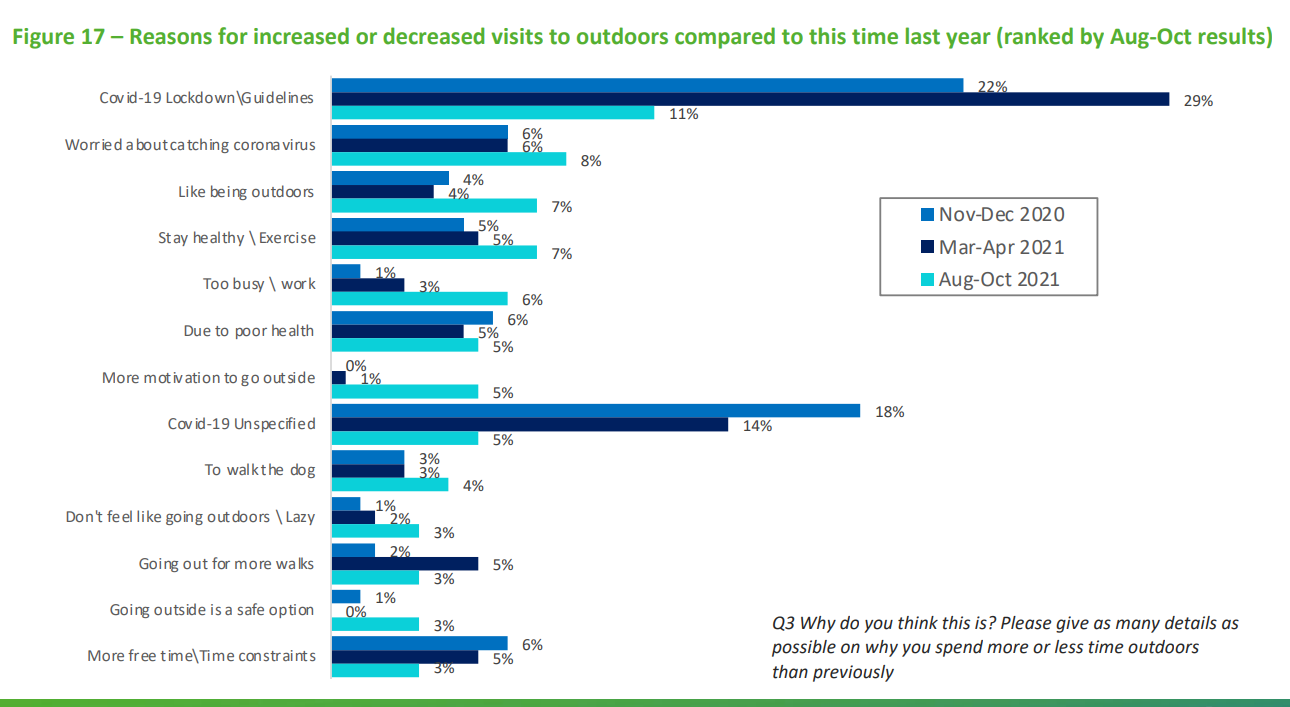 Figure 17 – Reasons for increased or decreased visits to outdoors compared to this time last year (ranked by Aug-Oct results)
Covid-19 Lockdown\Guidelines
22%
29%
11%
Worried about catching coronavirus
6%
6%
8%
Like being outdoors
4%
4%
7%
Stay healthy \ Exercise
5%
5%
7%
Too busy \ work
1%
3%
6%
Due to poor health
6%
5%
5%
More motivation to go outside
0%
1%
5%
Covid-19 Unspecified
18%
14%
5%
To walk the dog
3%
3%
4%
Don't feel like going outdoors \ Lazy
1%
2%
3%
Going out for more walks
2%
5%
3%
Going outside is a safe option
1%
0%
3%
More free time\Time constraints
6%
5%
3%
Nov-Dec 2020
Mar-Apr 2021
Aug-Oct 2021
Q3 Why do you think this is? Please give as many details as
possible on why you spend more or less time outdoors
than previously